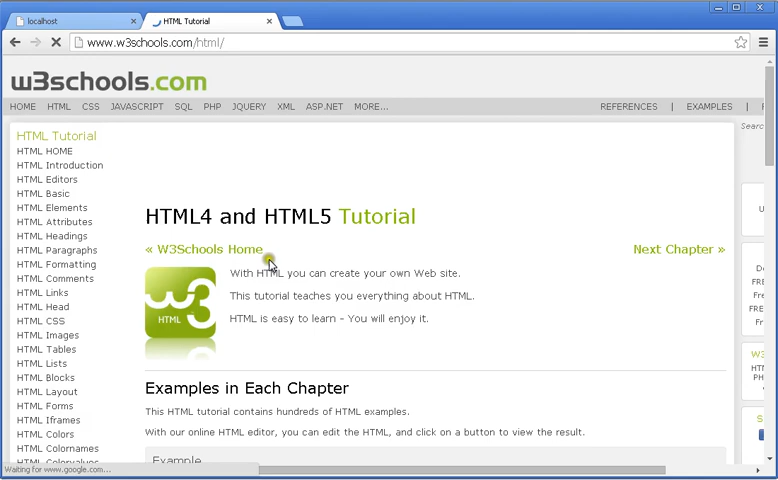 localhost
HTML Tutorial
www.w3schools.com/html/
w3schools.com
HOME HTML CSS JAVASCRIPT SQL PHP JQUERY XML ASP.NET MORE... REFERENCES | EXAMPLES |
Search
HTML Tutorial
HTML HOME
HTML Introduction
HTML Editors
HTML Basic
HTML Elements
HTML Attributes
HTML Headings
HTML Paragraphs
HTML Formatting
HTML Comments
HTML Links
HTML Head
HTML CSS
HTML Images
HTML Tables
HTML Lists
HTML Blocks
HTML Layout
HTML Forms
HTML Iframes
HTML Colors
HTML Colornames
HTML Colorvalues
HTML4 and HTML5 Tutorial
« W3Schools Home Next Chapter »
w3
HTML
With HTML you can create your own Web site.
This tutorial teaches you everything about HTML.
HTML is easy to learn - You will enjoy it.
Examples in Each Chapter
This HTML tutorial contains hundreds of HTML examples.
With our online HTML editor, you can edit the HTML, and click on a button to view the result.
Example
Waiting for www.google.com...